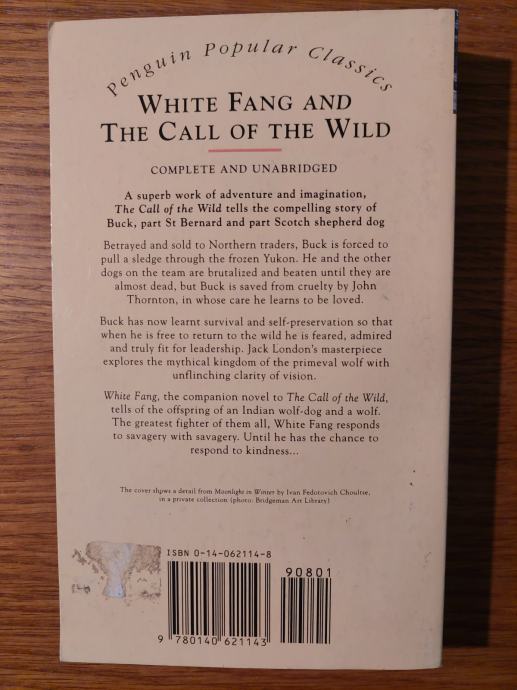 Penguin Popular Classics
WHITE FANG AND
THE CALL OF THE WILD
COMPLETE AND UNABRIDGED
A superb work of adventure and imagination,
The Call of the Wild tells the compelling story of
Buck, part St Bernard and part Scotch shepherd dog
Betrayed and sold to Northern traders, Buck is forced to
pull a sledge through the frozen Yukon. He and the other
dogs on the team are brutalized and beaten until they are
almost dead, but Buck is saved from cruelty by John
Thornton, in whose care he learns to be loved.
Buck has now learnt survival and self-preservation so that
when he is free to return to the wild he is feared, admired
and truly fit for leadership. Jack London's masterpiece
explores the mythical kingdom of the primeval wolf with
unflinching clarity of vision.
White Fang, the companion novel to The Call of the Wild,
tells of the offspring of an Indian wolf-dog and a wolf.
The greatest fighter of them all, White Fang responds
to savagery with savagery. Until he has the chance to
respond to kindness...
The cover shows a detail from Moonlight in Winter by Ivan Fedotovich Choultse,
in a private collection (photo: Bridgeman Art Library)
ISBN 0-14-062114-8
90801
9 780140 621143